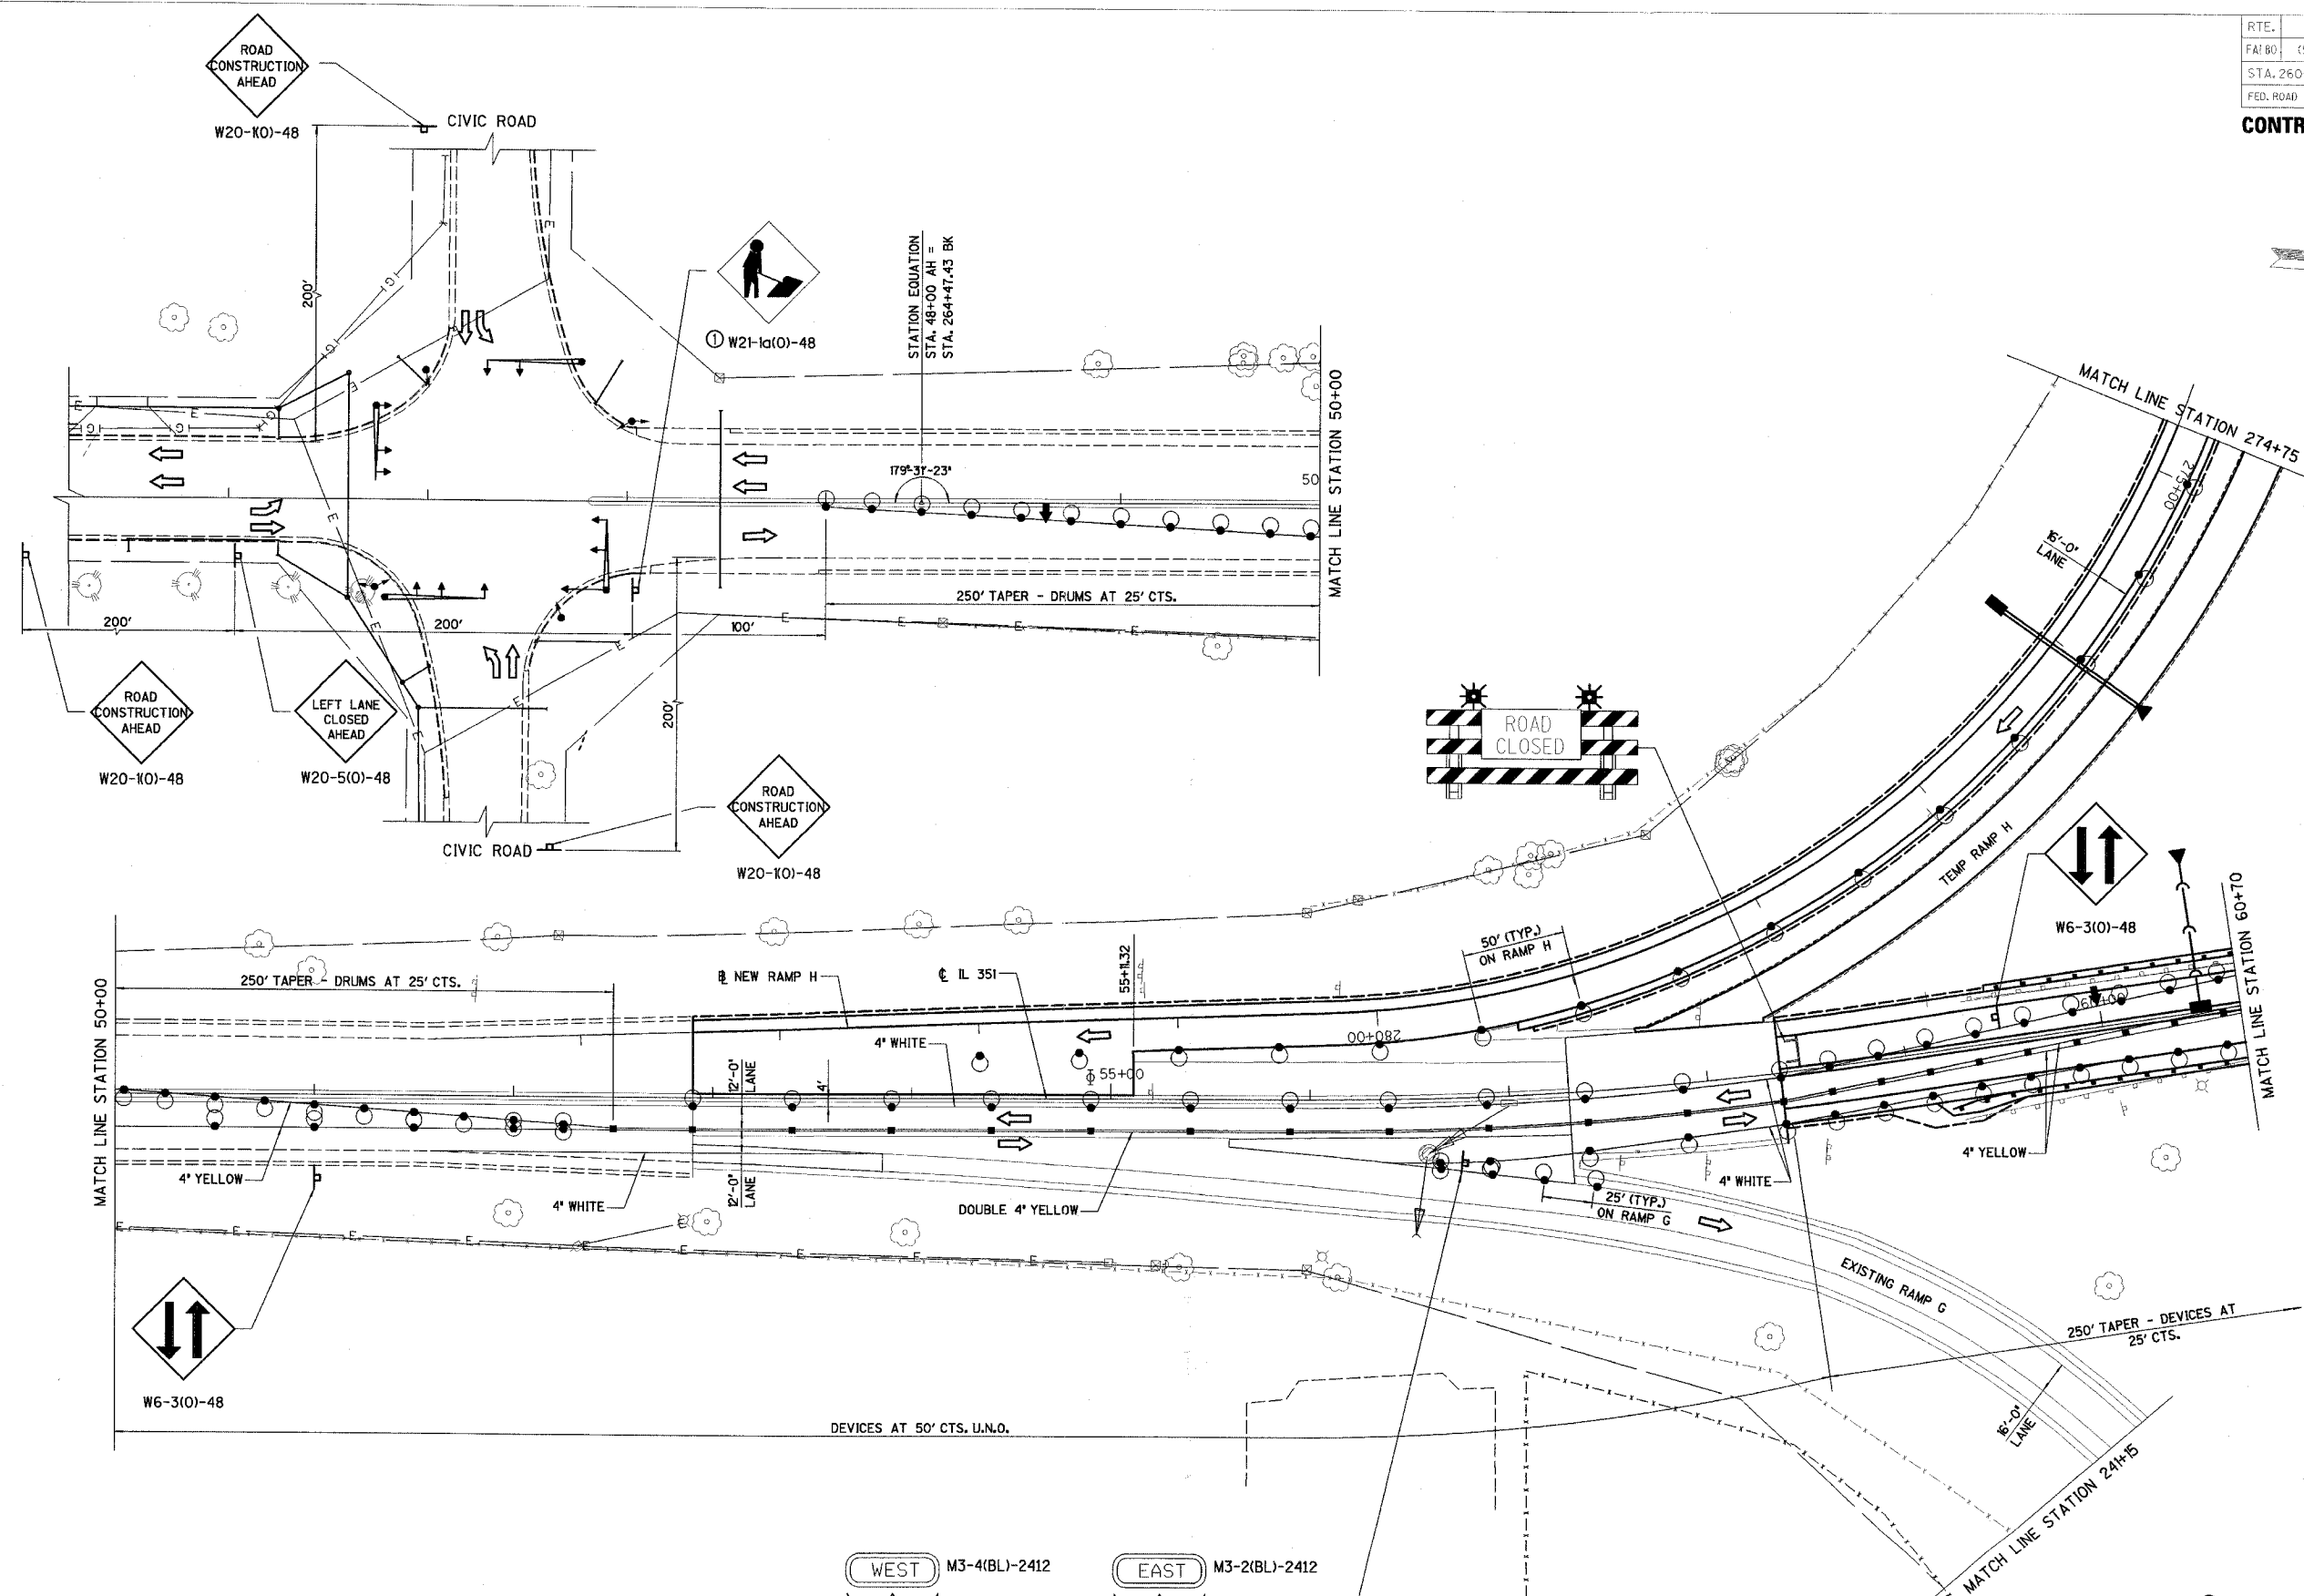 RTE.
FAI 80
STA. 260
FED. ROAD
CONTR
ROAD
CONSTRUCTION
AHEAD
W20-1(O)-48
CIVIC ROAD
200'
① W21-1a(O)-48
STATION EQUATION
STA. 48+00 AH =
STA. 264+47.43 BK
179°-31'-23"
50
MATCH LINE STATION 50+00
250' TAPER - DRUMS AT 25' CTS.
200'
200'
100'
200'
ROAD
CONSTRUCTION
AHEAD
W20-1(O)-48
LEFT LANE
CLOSED
AHEAD
W20-5(O)-48
ROAD
CONSTRUCTION
AHEAD
W20-1(O)-48
CIVIC ROAD
MATCH LINE STATION 274+75
275+00
16'-0"
LANE
ROAD
CLOSED
TEMP RAMP H
W6-3(O)-48
MATCH LINE STATION 60+70
60+00
50' (TYP.)
ON RAMP H
MATCH LINE STATION 50+00
250' TAPER - DRUMS AT 25' CTS.
℄ NEW RAMP H
℄ IL 351
55+11.32
280+00
4" WHITE
12'-0"
LANE
4'
55+00
12'-0"
LANE
4" YELLOW
4" WHITE
DOUBLE 4" YELLOW
25' (TYP.)
ON RAMP G
4" WHITE
4" YELLOW
EXISTING RAMP G
250' TAPER - DEVICES AT
25' CTS.
W6-3(O)-48
DEVICES AT 50' CTS. U.N.O.
16'-0"
LANE
MATCH LINE STATION 241+15
WEST
M3-4(BL)-2412
EAST
M3-2(BL)-2412